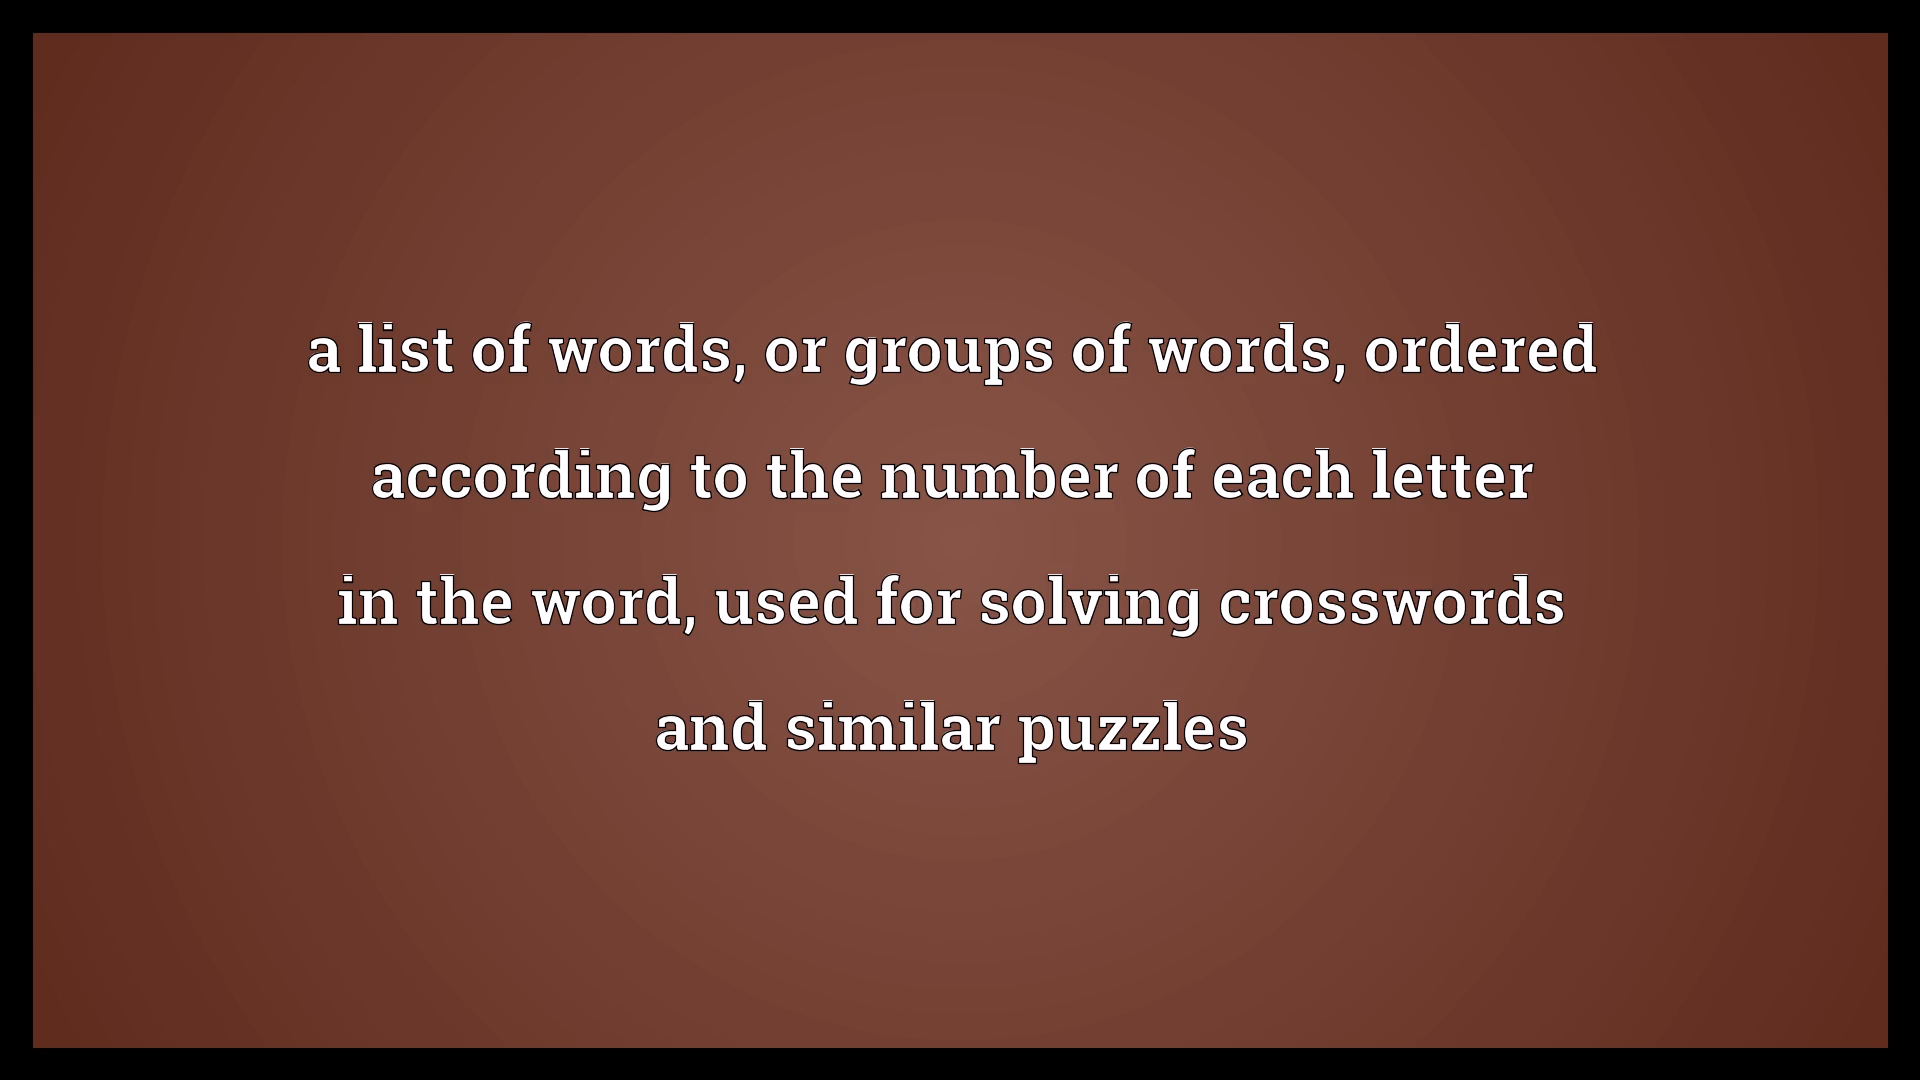 a list of words, or groups of words, ordered
according to the number of each letter
in the word, used for solving crosswords
and similar puzzles